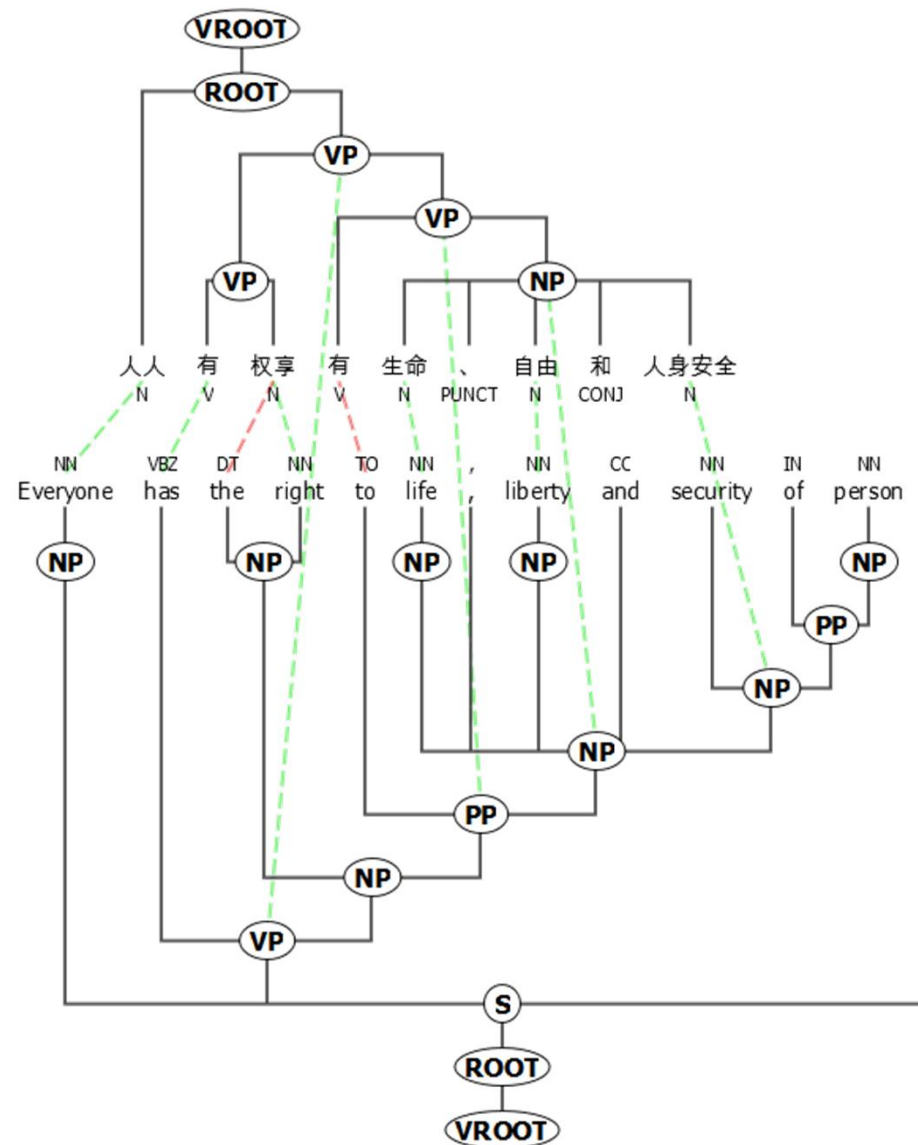 VROOT
ROOT
VP
VP
VP NP
人人 有 权享 有 生命 、 自由 和 人身安全
N V N V N PUNCT N CONJ N
NN VBZ DT NN TO NN , NN CC NN IN NN
Everyone has the right to life , liberty and security of person
NP NP NP NP NP
PP
NP
NP
PP
NP
VP
S
ROOT
VROOT